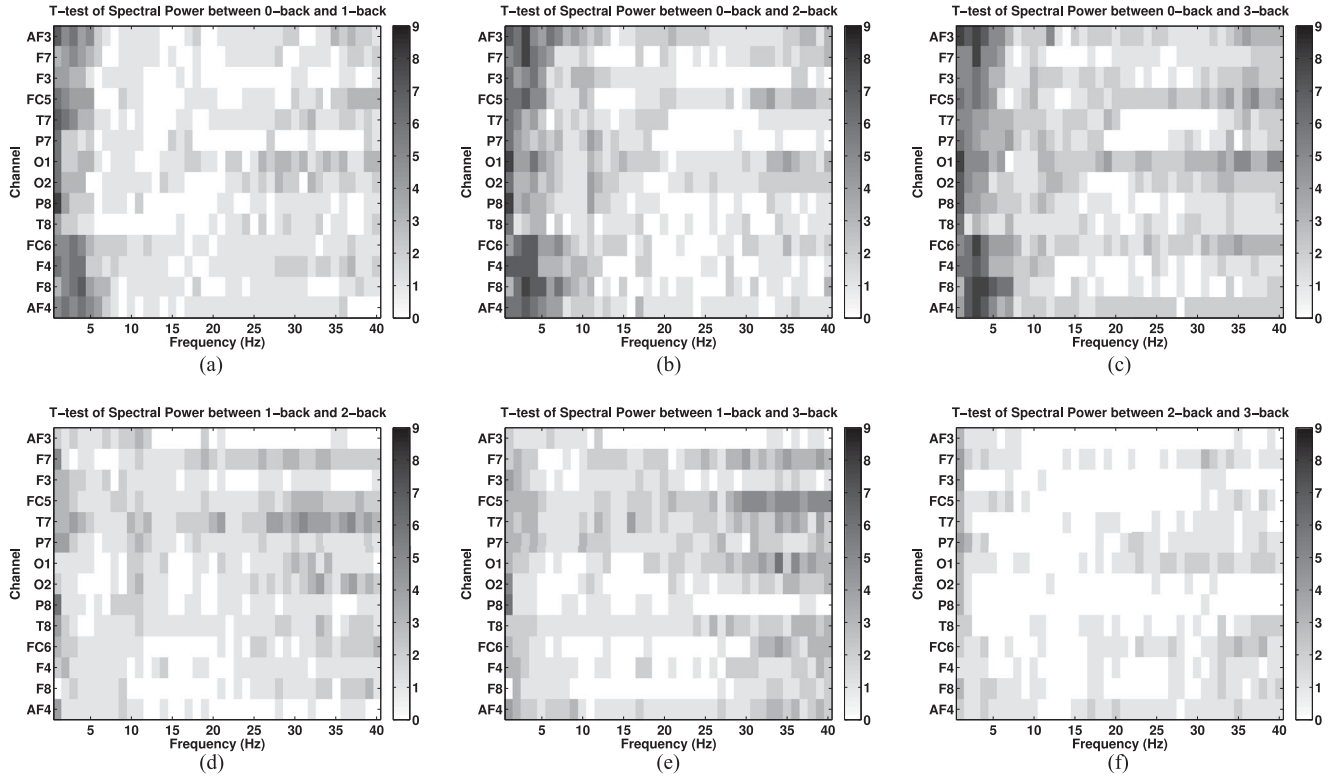 T-test of Spectral Power between 0-back and 1-back
AF3
F7
F3
FC5
T7
P7
O1
O2
P8
T8
FC6
F4
F8
AF4
Channel
5 10 15 20 25 30 35 40
Frequency (Hz)
9
8
7
6
5
4
3
2
1
0
(a)
T-test of Spectral Power between 0-back and 2-back
AF3
F7
F3
FC5
T7
P7
O1
O2
P8
T8
FC6
F4
F8
AF4
Channel
5 10 15 20 25 30 35 40
Frequency (Hz)
9
8
7
6
5
4
3
2
1
0
(b)
T-test of Spectral Power between 0-back and 3-back
AF3
F7
F3
FC5
T7
P7
O1
O2
P8
T8
FC6
F4
F8
AF4
Channel
5 10 15 20 25 30 35 40
Frequency (Hz)
9
8
7
6
5
4
3
2
1
0
(c)
T-test of Spectral Power between 1-back and 2-back
AF3
F7
F3
FC5
T7
P7
O1
O2
P8
T8
FC6
F4
F8
AF4
Channel
5 10 15 20 25 30 35 40
Frequency (Hz)
9
8
7
6
5
4
3
2
1
0
(d)
T-test of Spectral Power between 1-back and 3-back
AF3
F7
F3
FC5
T7
P7
O1
O2
P8
T8
FC6
F4
F8
AF4
Channel
5 10 15 20 25 30 35 40
Frequency (Hz)
9
8
7
6
5
4
3
2
1
0
(e)
T-test of Spectral Power between 2-back and 3-back
AF3
F7
F3
FC5
T7
P7
O1
O2
P8
T8
FC6
F4
F8
AF4
Channel
5 10 15 20 25 30 35 40
Frequency (Hz)
9
8
7
6
5
4
3
2
1
0
(f)